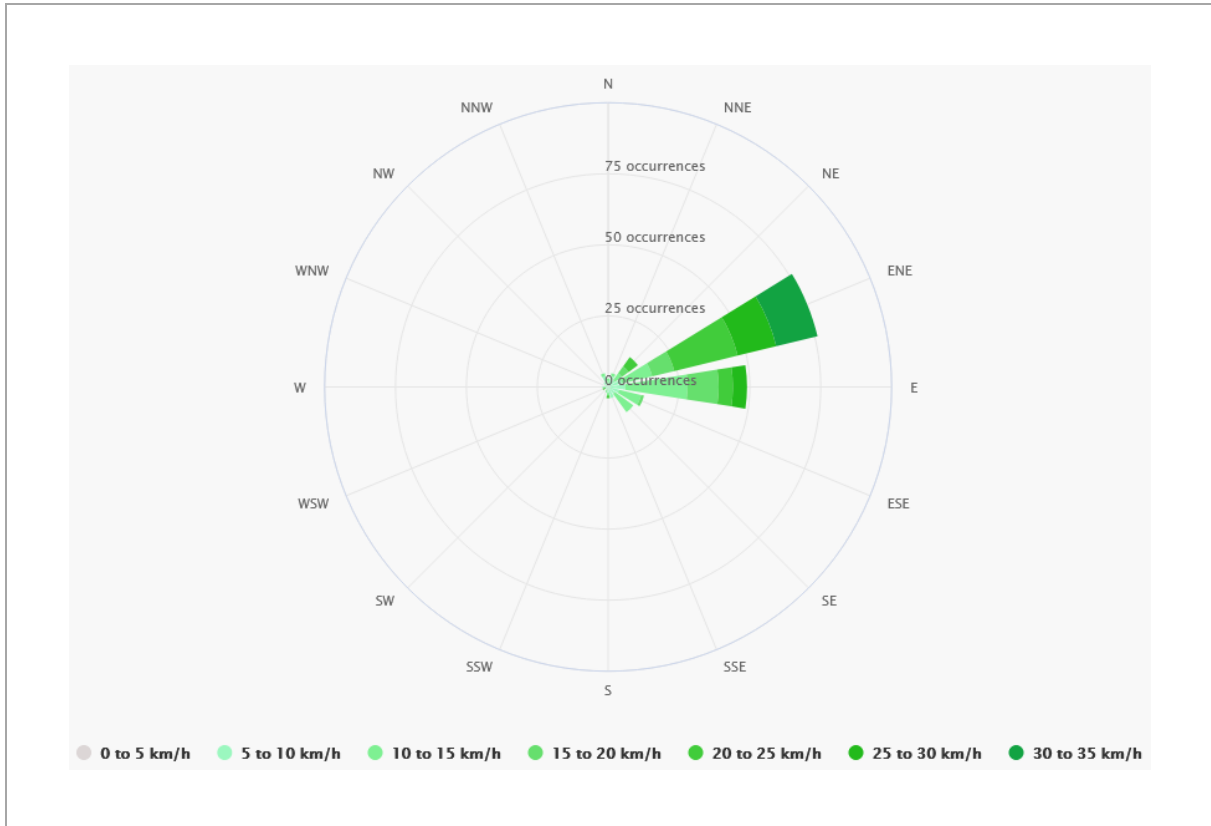 N
NNW NNE
NW NE
75 occurrences
50 occurrences
WNW ENE
25 occurrences
0 occurrences
W E
WSW ESE
SW SE
SSW SSE
S
0 to 5 km/h 5 to 10 km/h 10 to 15 km/h 15 to 20 km/h 20 to 25 km/h 25 to 30 km/h 30 to 35 km/h